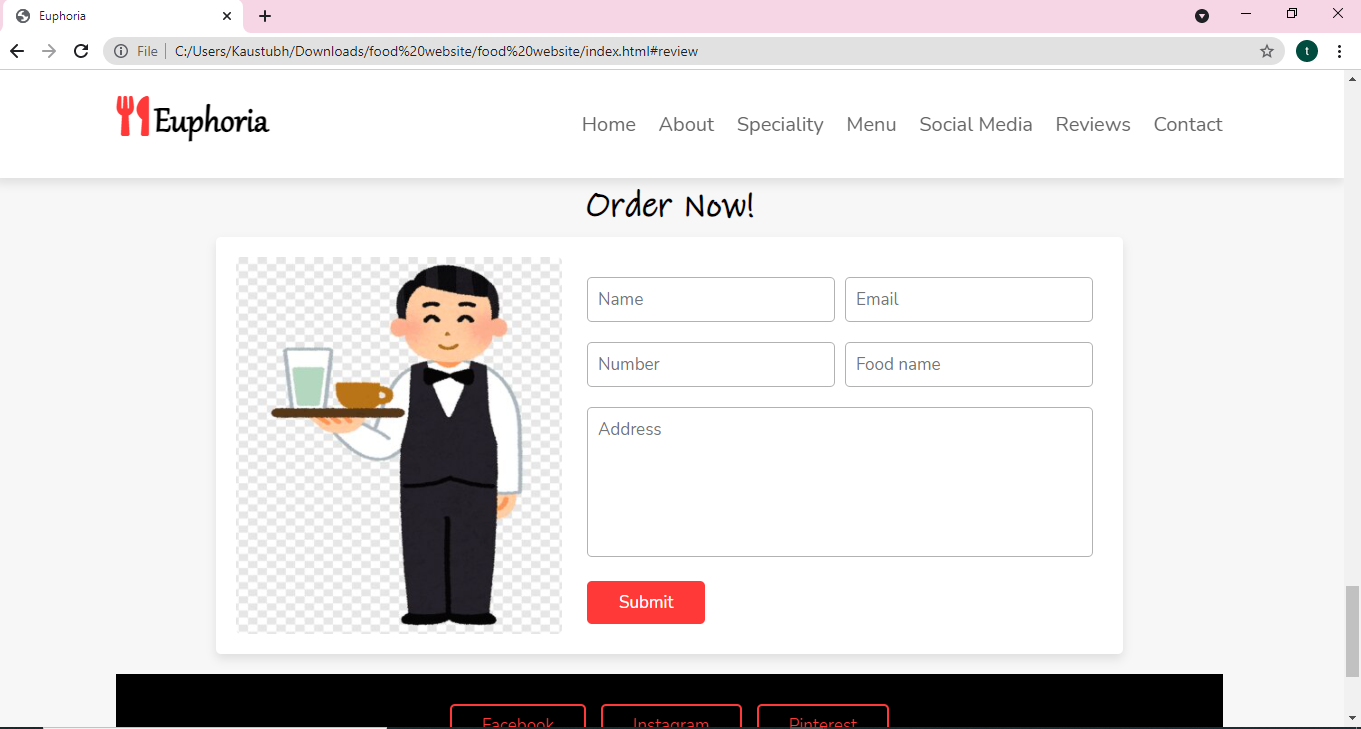 Euphoria
File C:/Users/Kaustubh/Downloads/food%20website/food%20website/index.html#review
t
Euphoria
Home About Speciality Menu Social Media Reviews Contact
Order Now!
Name Email
Number Food name
Address
Submit
Facebook Instagram Pinterest